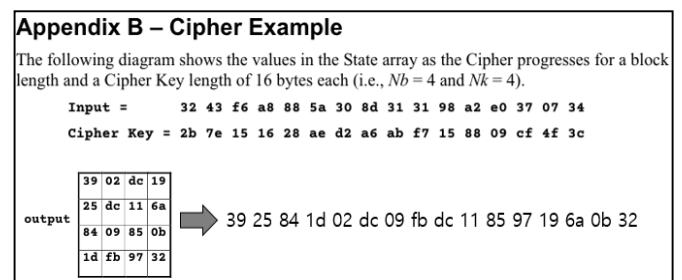 Appendix B – Cipher Example
The following diagram shows the values in the State array as the Cipher progresses for a block
length and a Cipher Key length of 16 bytes each (i.e., Nb = 4 and Nk = 4).
Input = 32 43 f6 a8 88 5a 30 8d 31 31 98 a2 e0 37 07 34
Cipher Key = 2b 7e 15 16 28 ae d2 a6 ab f7 15 88 09 cf 4f 3c
39 02 dc 19
25 dc 11 6a
output
84 09 85 0b
1d fb 97 32
39 25 84 1d 02 dc 09 fb dc 11 85 97 19 6a 0b 32